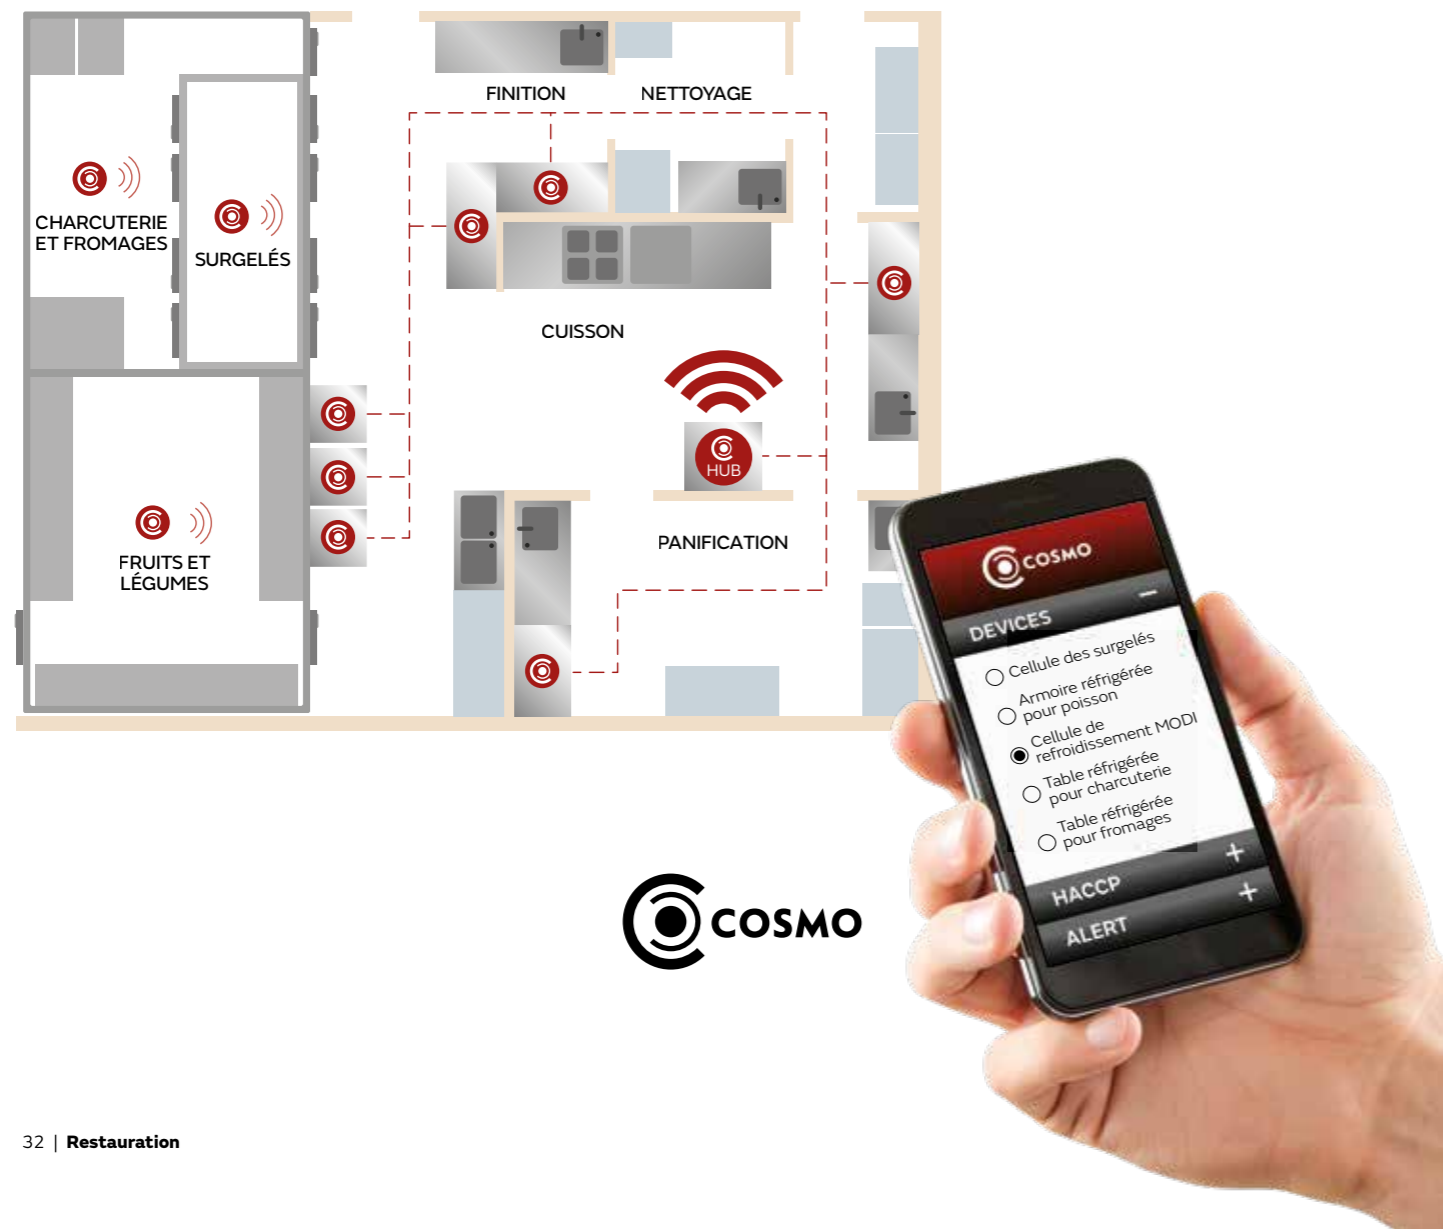 FINITION
NETTOYAGE
CHARCUTERIE
ET FROMAGES
SURGELÉS
CUISSON
HUB
FRUITS ET
LÉGUMES
PANIFICATION
COSMO
DEVICES
Cellule des surgelés
Armoire réfrigérée
pour poisson
Cellule de
refroidissement MODI
Table réfrigérée
pour charcuterie
Table réfrigérée
pour fromages
HACCP
ALERT
COSMO
32 | Restauration